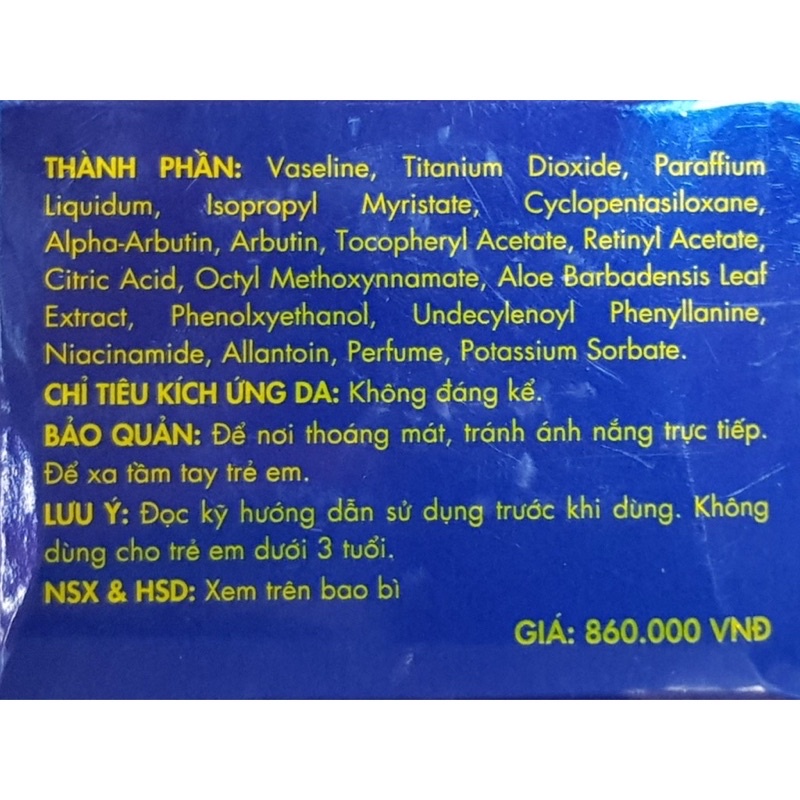 THÀNH PHẦN: Vaseline, Titanium Dioxide, Paraffium
Liquidum, Isopropyl Myristate, Cyclopentasiloxane,
Alpha-Arbutin, Arbutin, Tocopheryl Acetate, Retinyl Acetate,
Citric Acid, Octyl Methoxynnamate, Aloe Barbadensis Leaf
Extract, Phenolxyethanol, Undecylenoyl Phenyllanine,
Niacinamide, Allantoin, Perfume, Potassium Sorbate.
CHỈ TIÊU KÍCH ỨNG DA: Không đáng kể.
BẢO QUẢN: Để nơi thoáng mát, tránh ánh nắng trực tiếp.
Để xa tầm tay trẻ em.
LƯU Ý: Đọc kỹ hướng dẫn sử dụng trước khi dùng. Không
dùng cho trẻ em dưới 3 tuổi.
NSX & HSD: Xem trên bao bì
GIÁ: 860.000 VNĐ